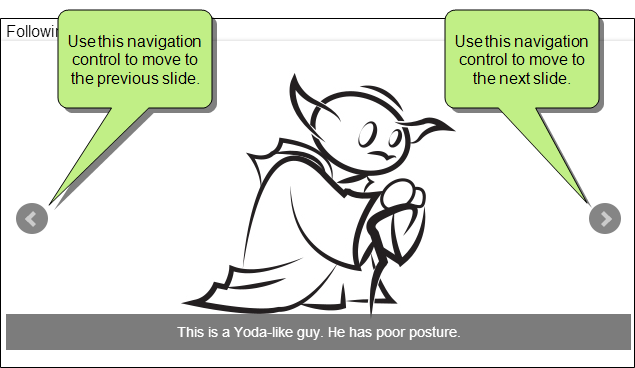 Use this navigation
control to move to
the previous slide.
Use this navigation
control to move to
the next slide.
This is a Yoda-like guy. He has poor posture.